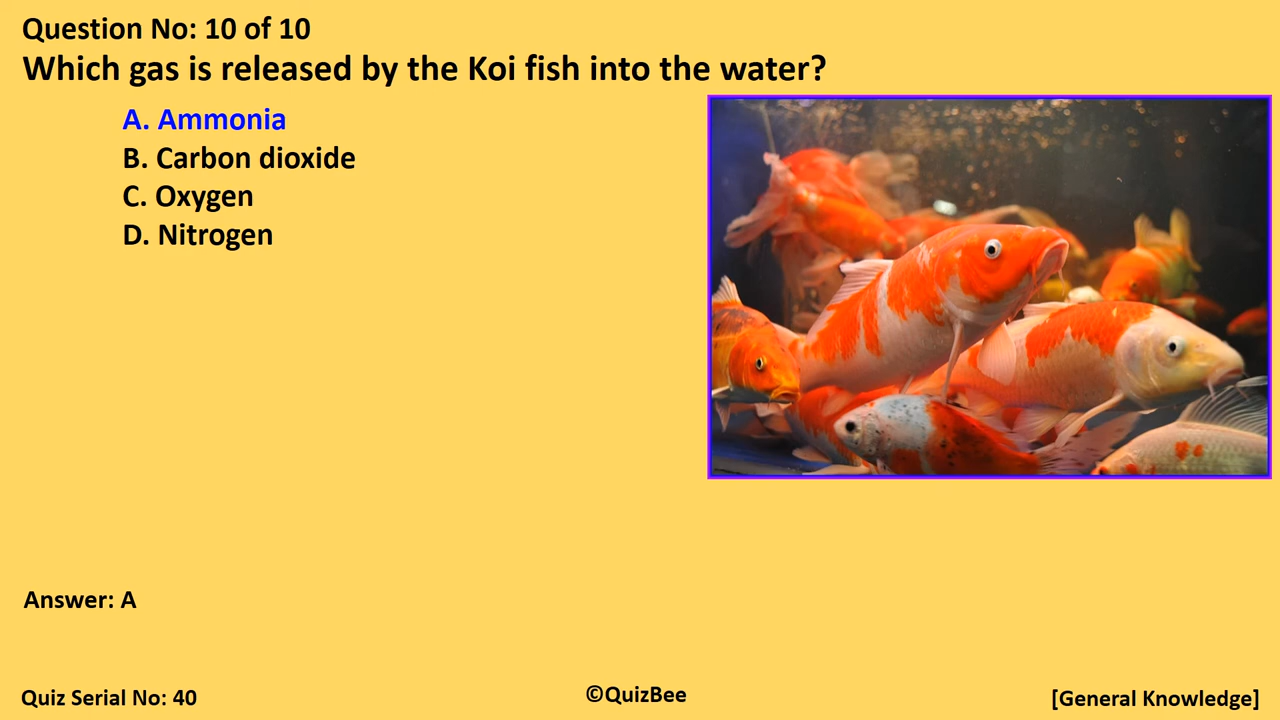 Question No: 10 of 10
Which gas is released by the Koi fish into the water?
A. Ammonia
B. Carbon dioxide
C. Oxygen
D. Nitrogen
Answer: A
Quiz Serial No: 40
©QuizBee
[General Knowledge]